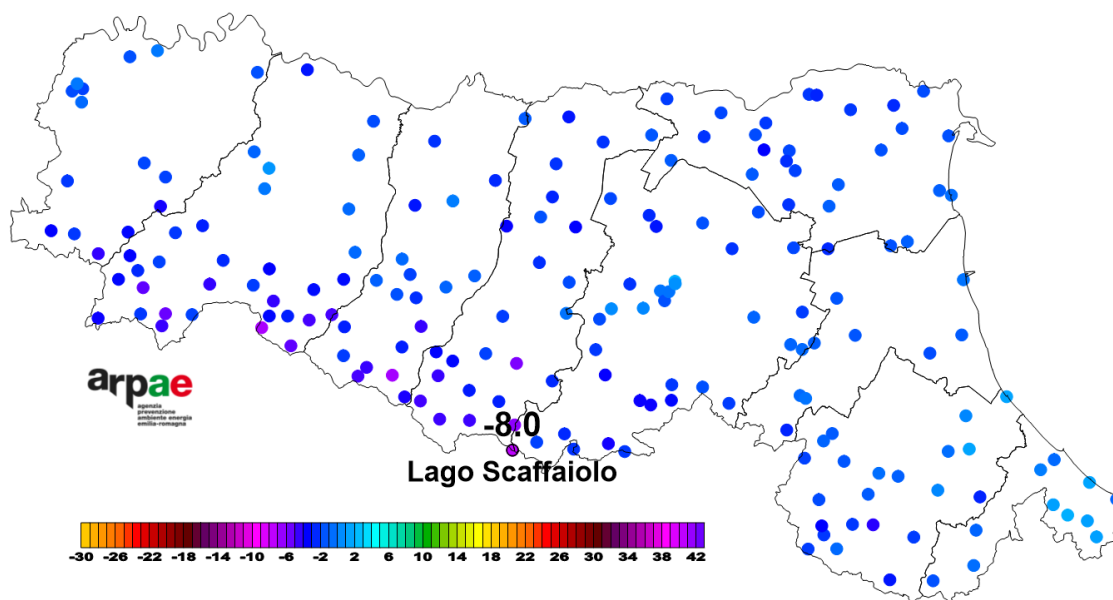 arpae
agenzia
prevenzione
ambiente energia
emilia-romagna
-8.0
Lago Scaffaiolo
-30 -26 -22 -18 -14 -10 -6 -2 2 6 10 14 18 22 26 30 34 38 42